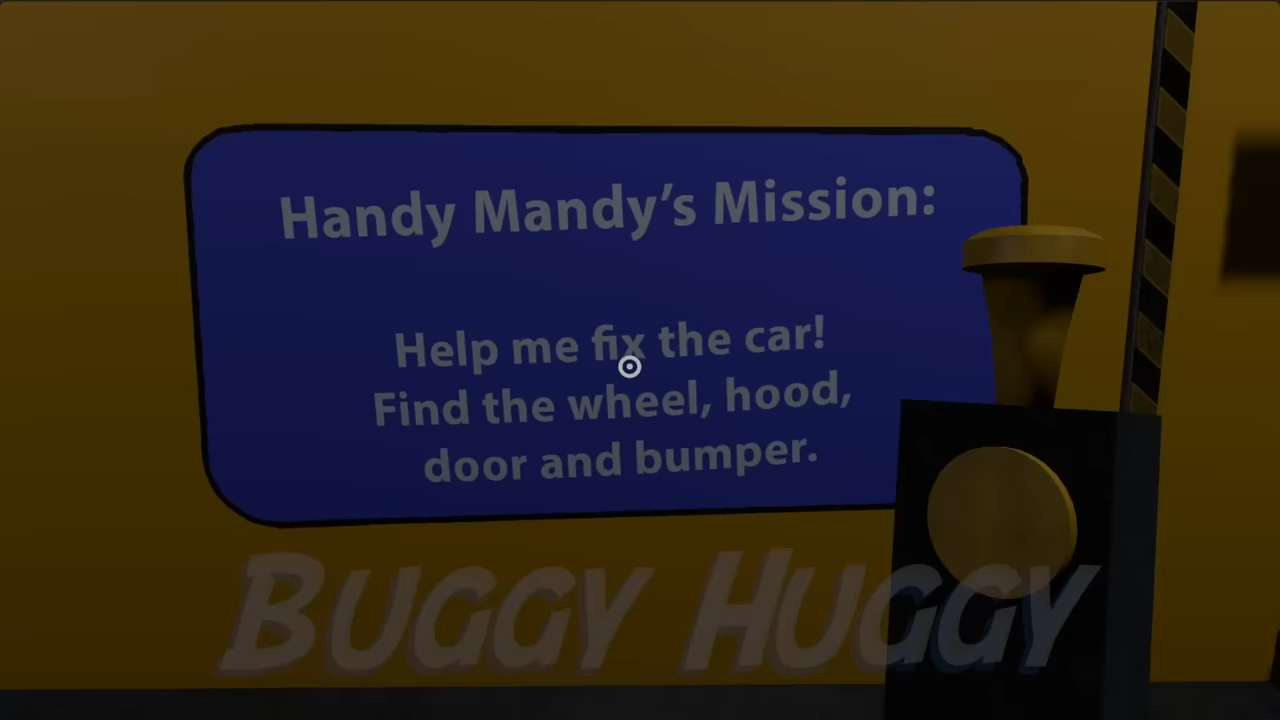 Handy Mandy’s Mission:
Help me fix the car!
Find the wheel, hood,
door and bumper.
BUGGY HUGGY